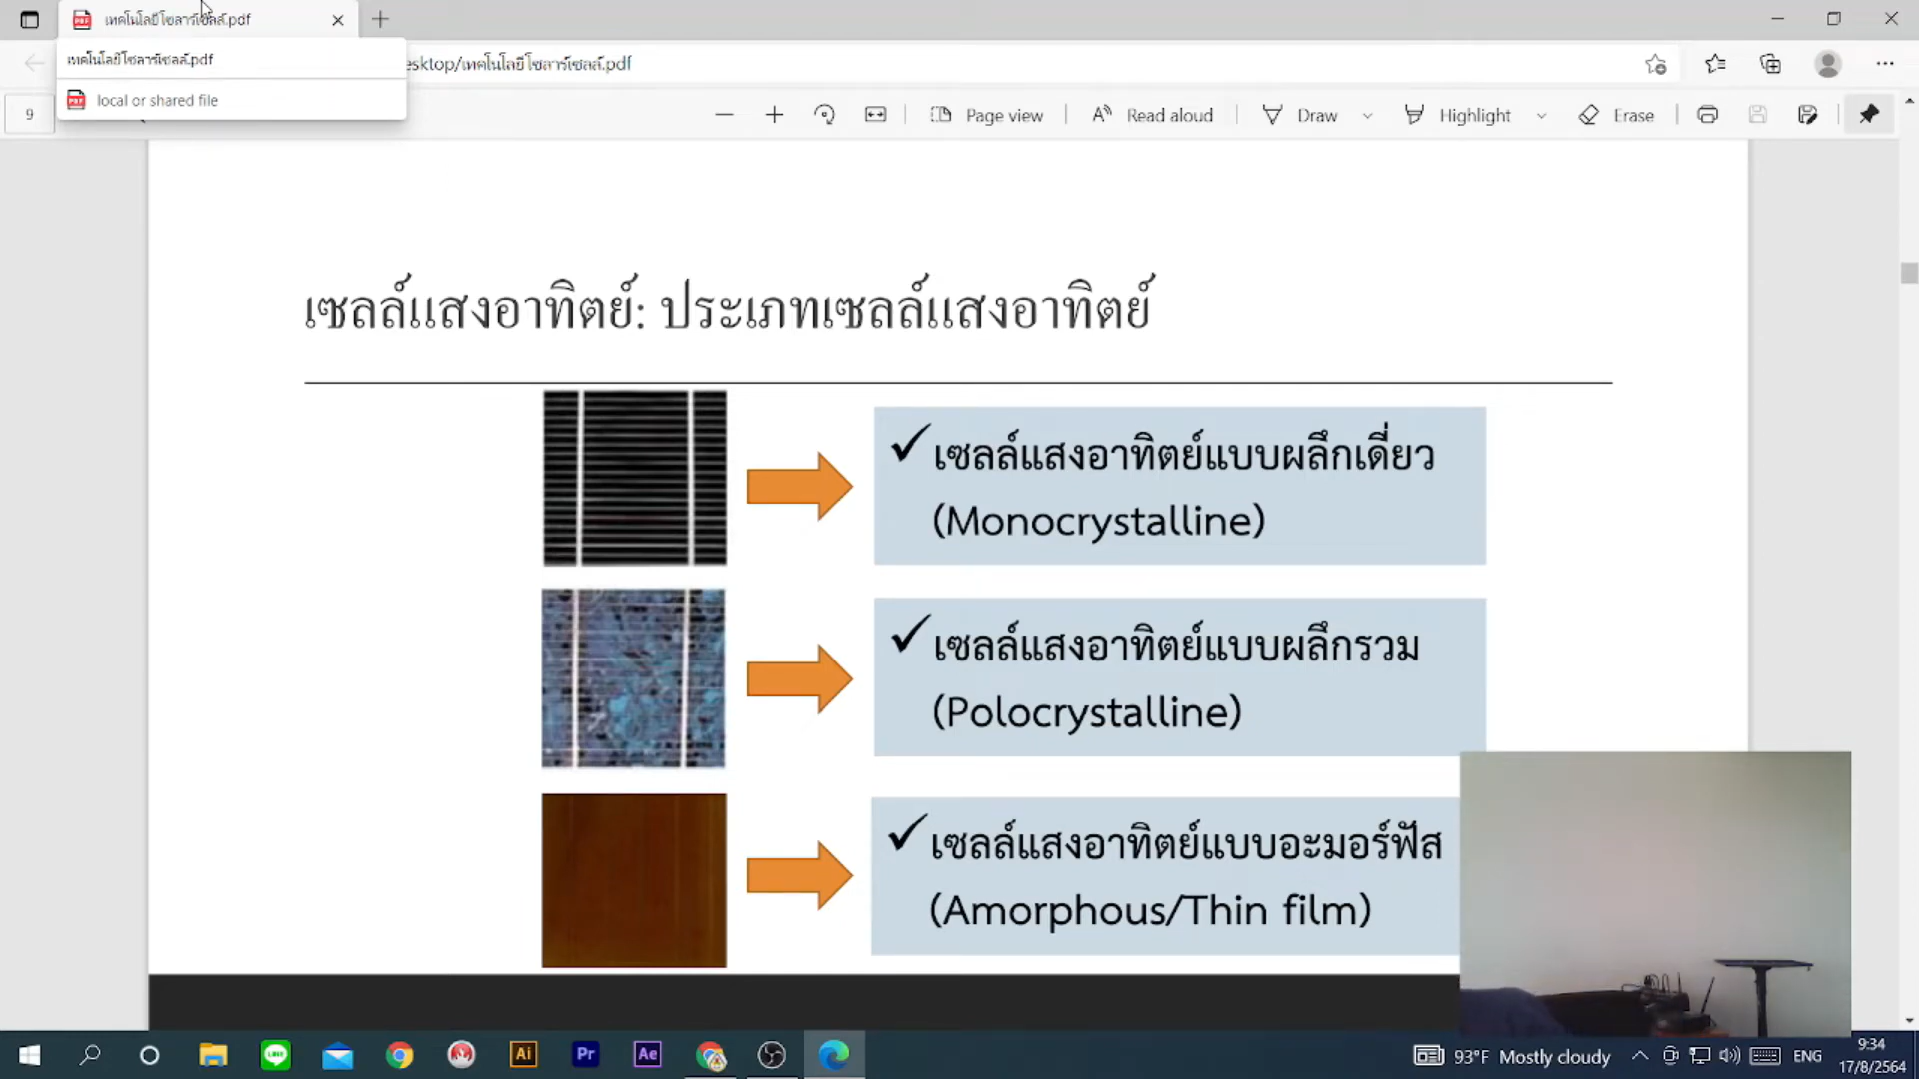 เทคโนโลยีโซลาร์เซลล์.pdf
เทคโนโลยีโซลาร์เซลล์.pdf
esktop/เทคโนโลยีโซลาร์เซลล์.pdf
local or shared file
9
Page view
Read aloud
Draw
Highlight
Erase
เซลล์แสงอาทิตย์: ประเภทเซลล์แสงอาทิตย์
✓เซลล์แสงอาทิตย์แบบผลึกเดี่ยว
(Monocrystalline)
✓เซลล์แสงอาทิตย์แบบผลึกรวม
(Polocrystalline)
✓เซลล์แสงอาทิตย์แบบอะมอร์ฟัส
(Amorphous/Thin film)
LINE
Ai
Pr
Ae
93°F Mostly cloudy
ENG
9:34
17/8/2564